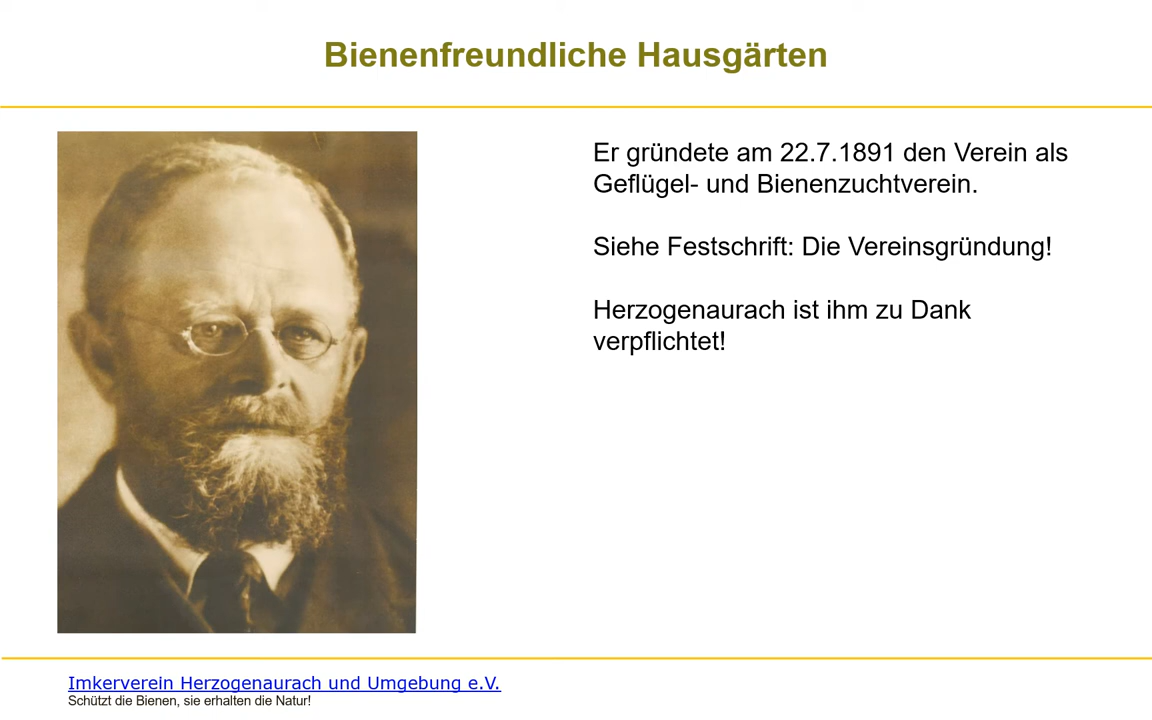 Bienenfreundliche Hausgärten
Er gründete am 22.7.1891 den Verein als
Geflügel- und Bienenzuchtverein.
Siehe Festschrift: Die Vereinsgründung!
Herzogenaurach ist ihm zu Dank
verpflichtet!
Imkerverein Herzogenaurach und Umgebung e.V.
Schützt die Bienen, sie erhalten die Natur!